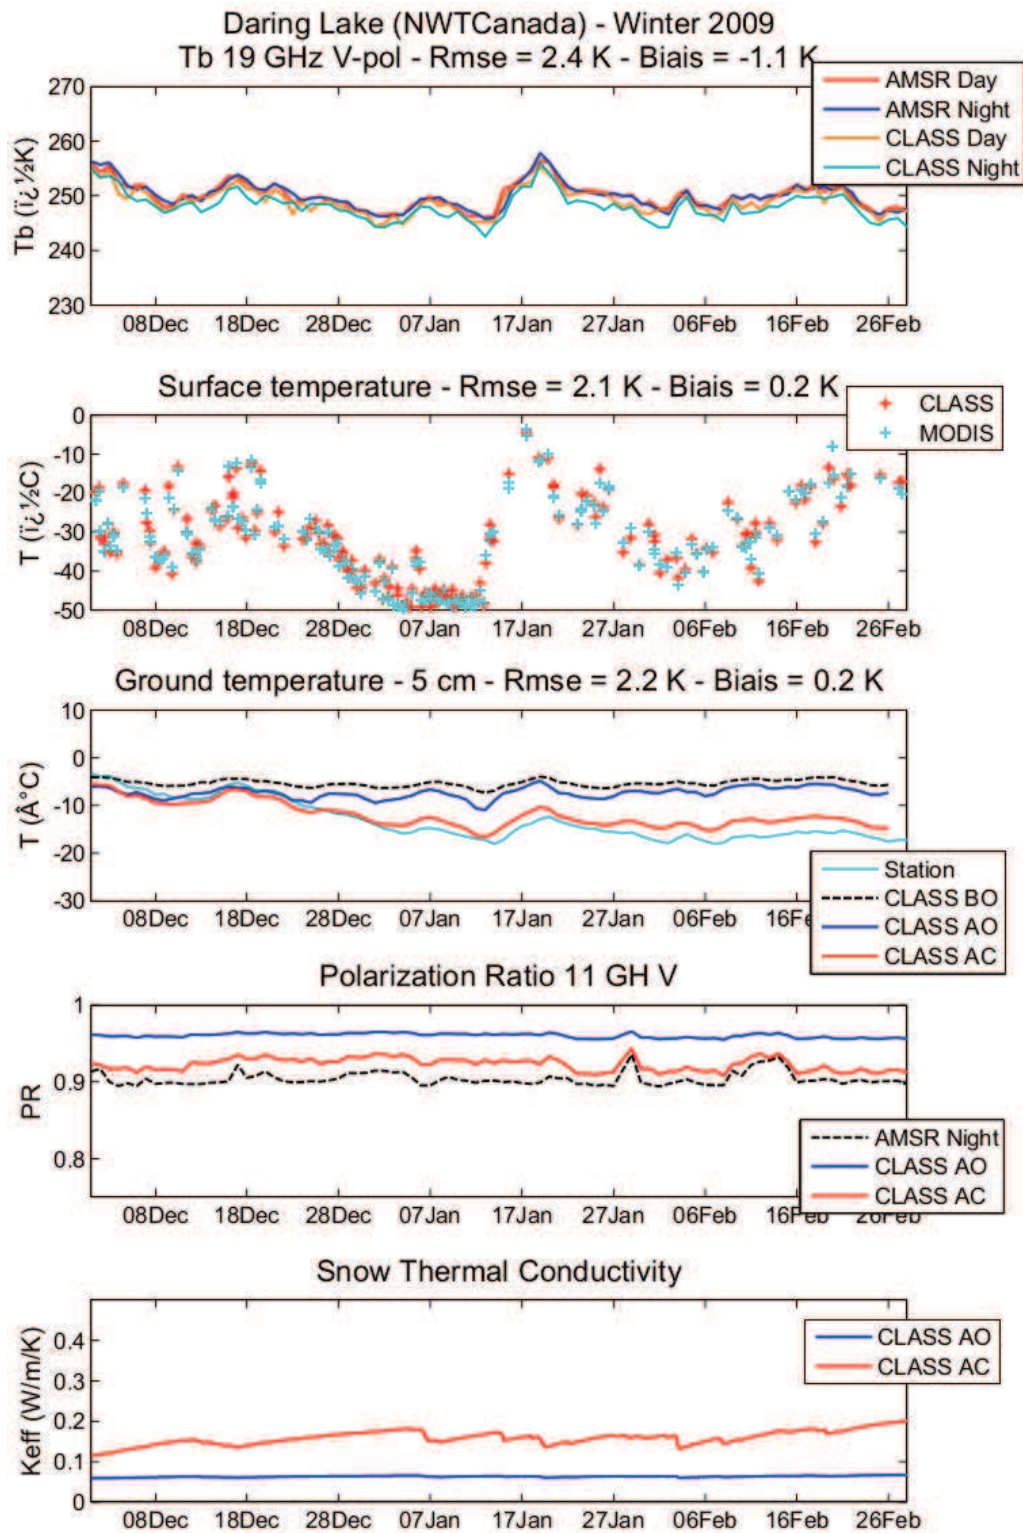 Daring Lake (NWTCanada) - Winter 2009
Tb 19 GHz V-pol - Rmse = 2.4 K - Biais = -1.1 K
AMSR Day
AMSR Night
CLASS Day
CLASS Night
Tb (ï¿½K)
270
260
250
240
230
08Dec 18Dec 28Dec 07Jan 17Jan 27Jan 06Feb 16Feb 26Feb
Surface temperature - Rmse = 2.1 K - Biais = 0.2 K
CLASS
MODIS
T (ï¿½C)
0
-10
-20
-30
-40
-50
08Dec 18Dec 28Dec 07Jan 17Jan 27Jan 06Feb 16Feb 26Feb
Ground temperature - 5 cm - Rmse = 2.2 K - Biais = 0.2 K
T (Â°C)
10
0
-10
-20
-30
Station
CLASS BO
CLASS AO
CLASS AC
08Dec 18Dec 28Dec 07Jan 17Jan 27Jan 06Feb 16F
Polarization Ratio 11 GH V
PR
1
0.9
0.8
AMSR Night
CLASS AO
CLASS AC
08Dec 18Dec 28Dec 07Jan 17Jan 27Jan 06Feb 16Feb 26Feb
Snow Thermal Conductivity
Keff (W/m/K)
0.4
0.3
0.2
0.1
0
CLASS AO
CLASS AC
08Dec 18Dec 28Dec 07Jan 17Jan 27Jan 06Feb 16Feb 26Feb